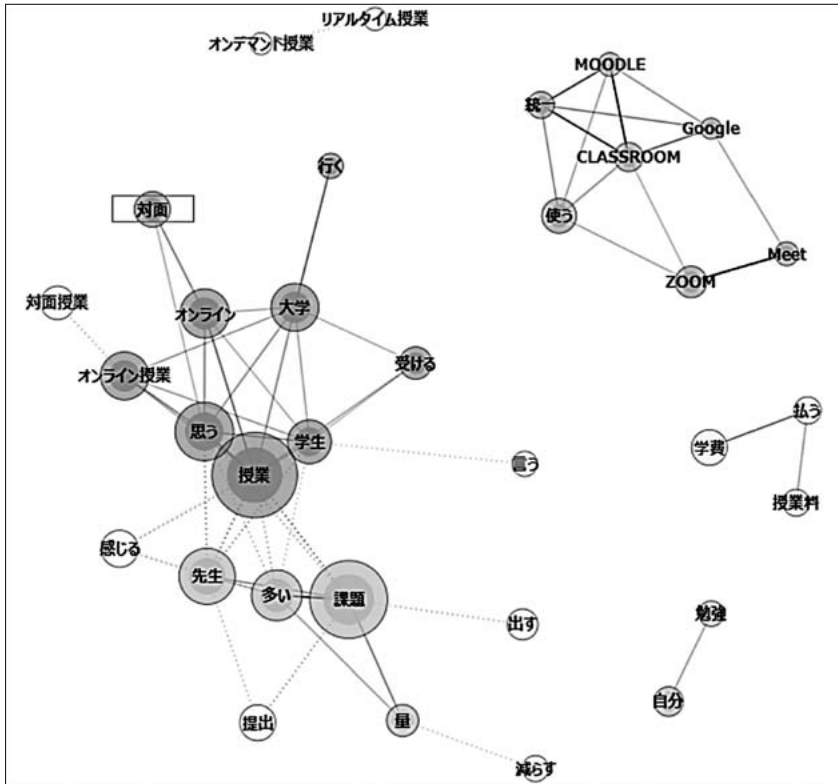 リアルタイム授業
オンデマンド授業
MOODLE
統一
Google
CLASSROOM
行く
対面
使う
Meet
ZOOM
対面授業
オンライン
大学
オンライン授業
受ける
払う
思う
学生
学費
授業
言う
授業料
感じる
先生
多い
課題
出す
勉強
自分
提出
量
減らす